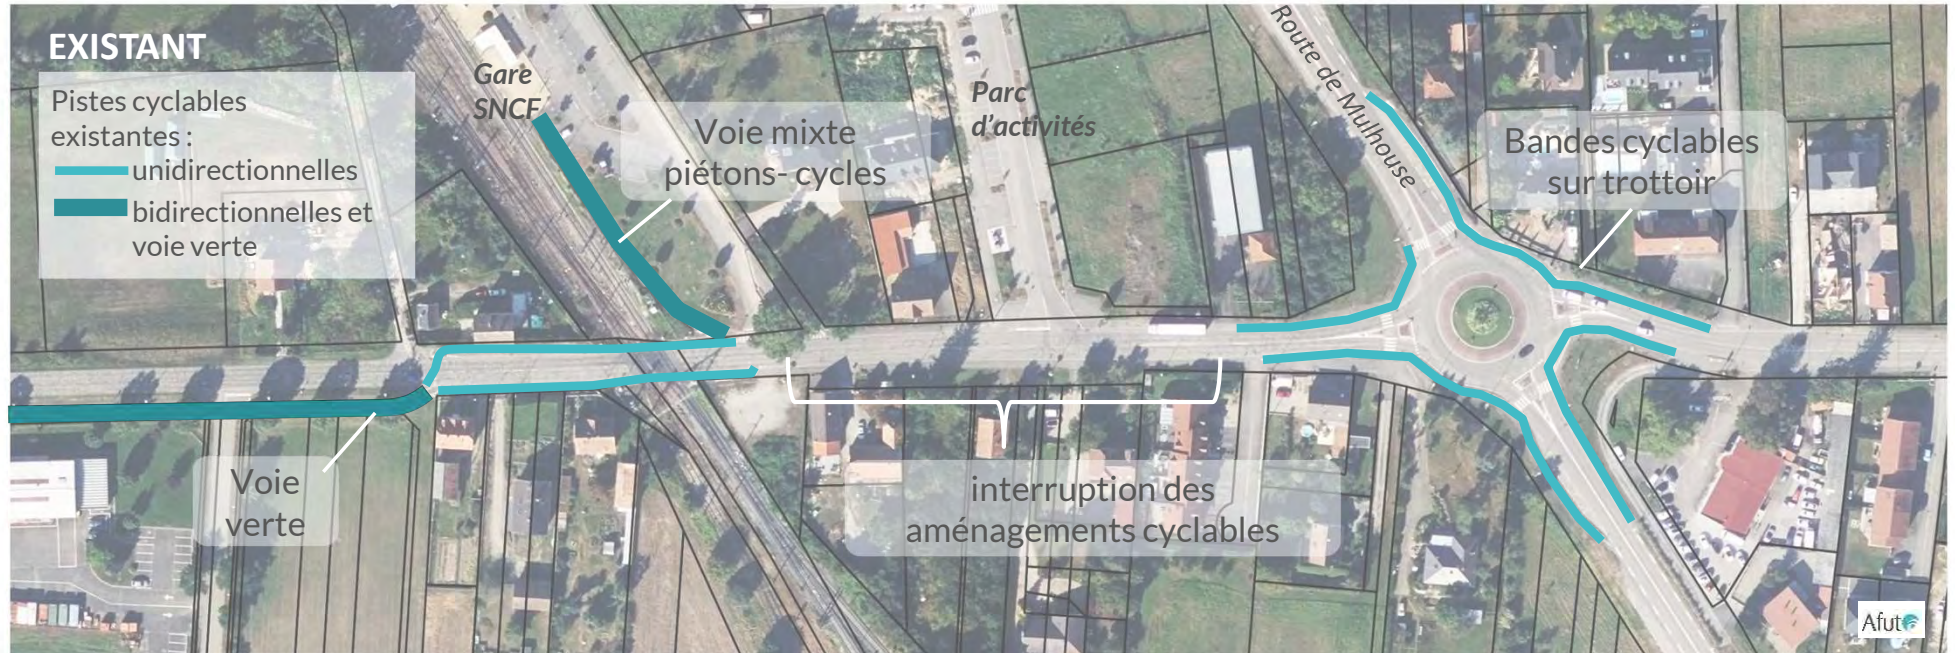 EXISTANT
Pistes cyclables
existantes :
unidirectionnelles
bidirectionnelles et
voie verte
Gare
SNCF
Voie mixte
piétons- cycles
Parc
d'activités
Route de Mulhouse
Bandes cyclables
sur trottoir
Voie
verte
interruption des
aménagements cyclables
Afut